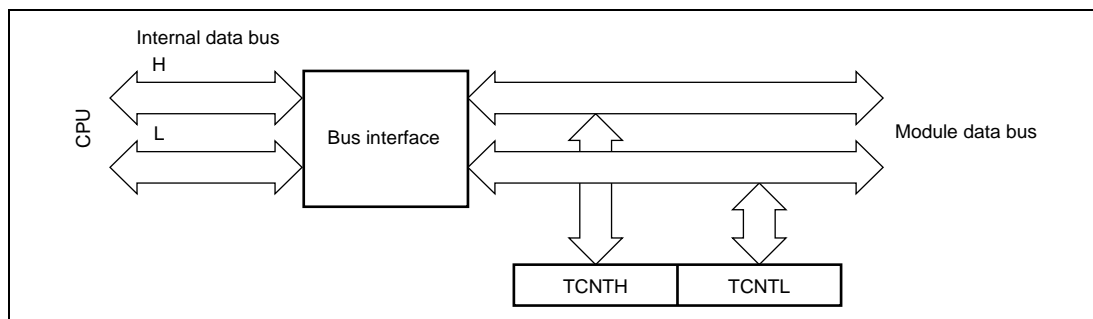 Internal data bus
H
CPU
L
Bus interface
Module data bus
TCNTH
TCNTL